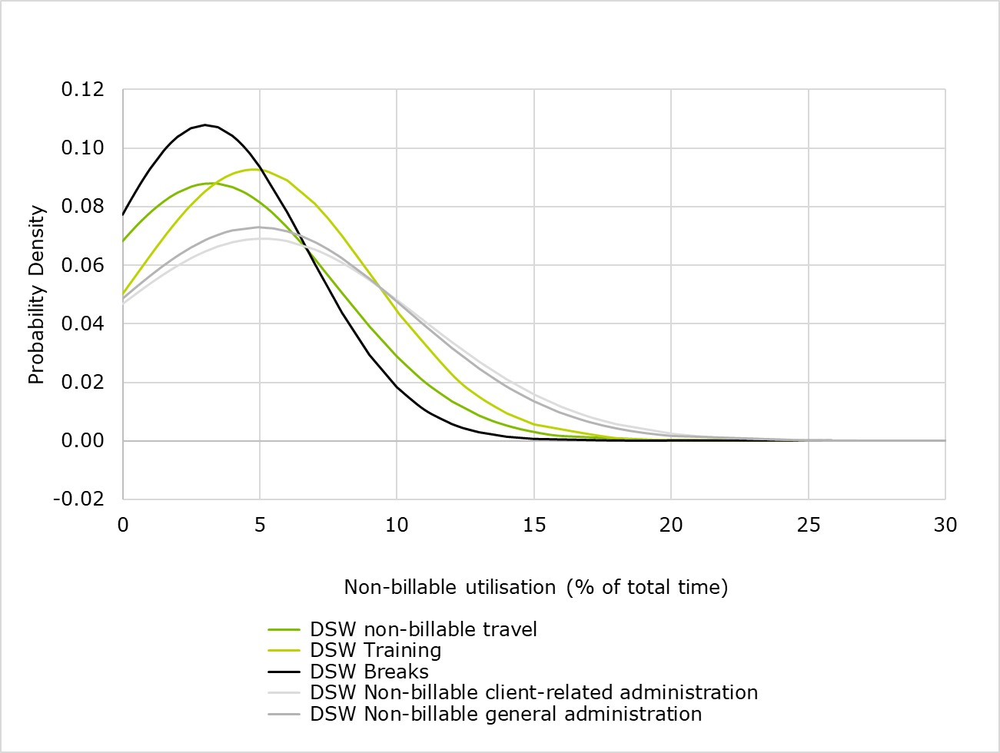 0.12
0.10
0.08
0.06
0.04
0.02
0.00
-0.02
Probability Density
0 5 10 15 20 25 30
Non-billable utilisation (% of total time)
DSW non-billable travel
DSW Training
DSW Breaks
DSW Non-billable client-related administration
DSW Non-billable general administration